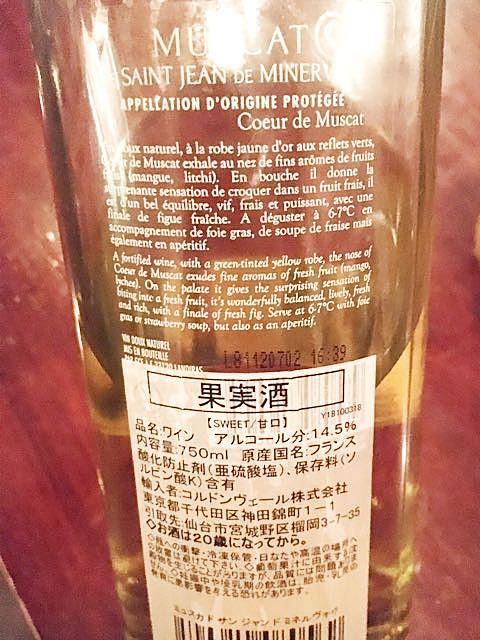 MUSCAT
SAINT JEAN DE MINERV
APPELLATION D'ORIGINE PROTÉGÉE
Coeur de Muscat
doux naturel, à la robe jaune d'or aux reflets verts,
de Muscat exhale au nez de fins arômes de fruits
(mangue, litchi). En bouche il donne la
sensation de croquer dans un fruit frais, il
est d'un bel équilibre, vif, frais et puissant, avec une
finale de figue fraîche. A déguster à 6-7°C en
accompagnement de foie gras, de soupe de fraise mais
également en apéritif.
A fortified wine, with a green-tinted yellow robe, the nose of
Coeur de Muscat exudes fine aromas of fresh fruit (mango,
lychee). On the palate it gives the surprising sensation of
biting into a fresh fruit, it's wonderfully balanced, lively, fresh
and rich, with a finale of fresh fig. Serve at 6-7°C with foie
gras or strawberry soup, but also as an aperitif.
VIN DOUX NATUREL
MIS EN BOUTEILLE
L81120702 16:39
果実酒
【SWEET/甘口】 Y18100318
品名:ワイン アルコール分:14.5%
内容量:750ml 原産国名:フランス
酸化防止剤(亜硫酸塩)、保存料(ソ
ルビン酸K)含有
輸入者:コルドンヴェール株式会社
東京都千代田区神田錦町1-1
引取先:仙台市宮城野区榴岡3-7-35
◇お酒は20歳になってから。
ミュスカド サン ジャンド ミネルヴォワ